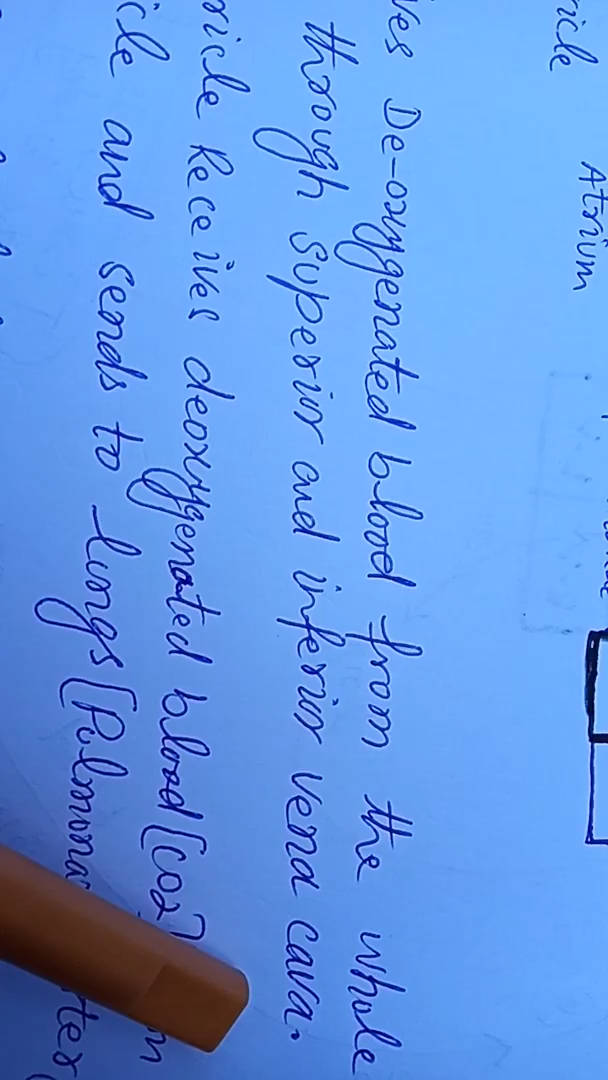 ricle Atrium
ves De-oxygenated blood from the whole
through superior and inferior vena cava.
ricle Receives deoxygenated blood [CO2]
cle and sends to lungs [Pulmona